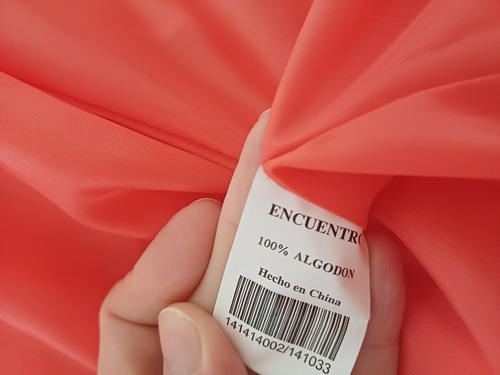 ENCUENTRO
100% ALGODON
Hecho en China
141414002/141033